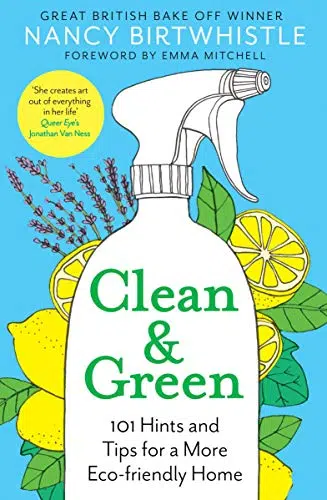 GREAT BRITISH BAKE OFF WINNER
NANCY BIRTWHISTLE
FOREWORD BY EMMA MITCHELL
'She creates art
out of everything
in her life'
Queer Eye's
Jonathan Van Ness
Clean
&
Green
101 Hints and
Tips for a More
Eco-friendly Home